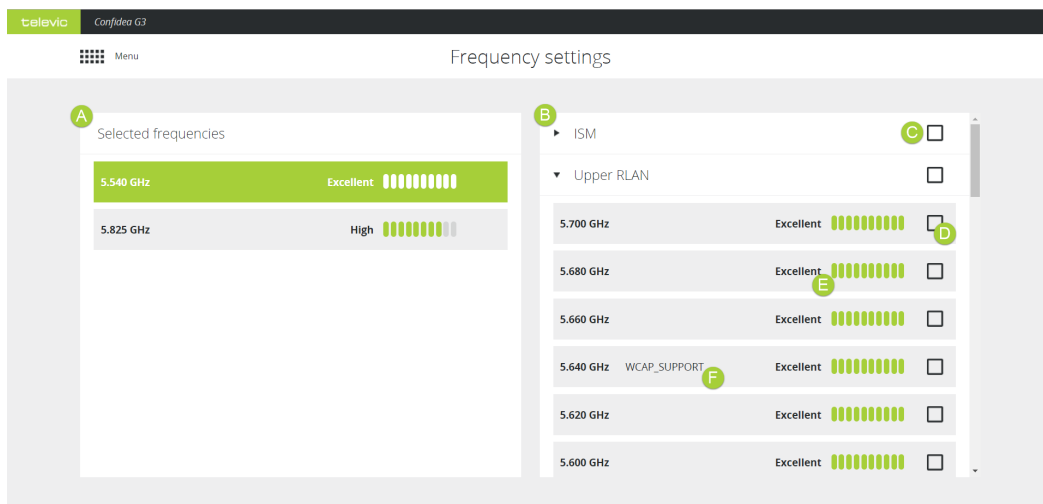 televic Confidea G3
Menu Frequency settings
A
Selected frequencies
5.540 GHz Excellent
5.825 GHz High
B
ISM C
Upper RLAN
5.700 GHz Excellent D
5.680 GHz Excellent E
5.660 GHz Excellent
5.640 GHz WCAP_SUPPORT F Excellent
5.620 GHz Excellent
5.600 GHz Excellent